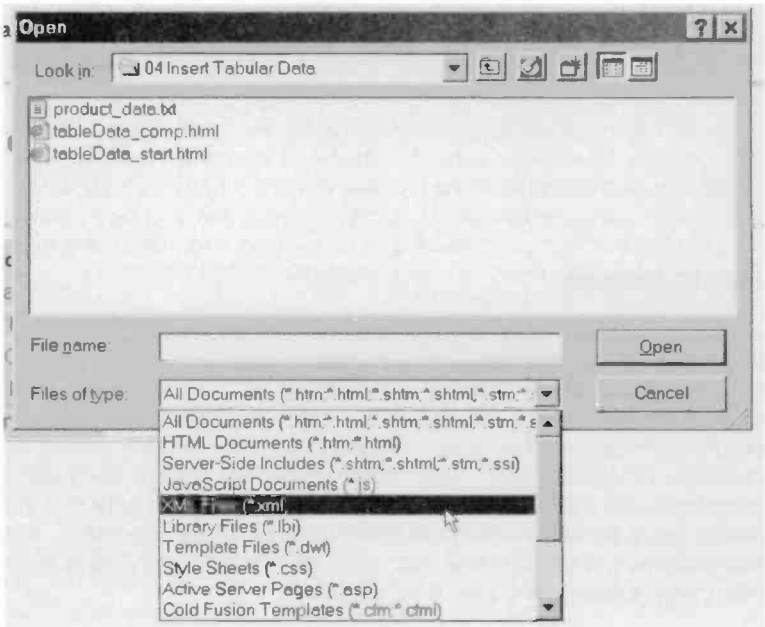 Open
Look in: 04 Insert Tabular Data
product_data.txt
tableData_comp.html
tableData_start.html
File name:
Open
Files of type: All Documents (*.htm;*.html;*.shtm;*.shtml;*.stm;*.
Cancel
All Documents (*.htm;*.html;*.shtm;*.shtml;*.stm;*.s
HTML Documents (*.htm;*.html)
Server-Side Includes (*.shtm;*.shtml;*.stm;*.ssi)
JavaScript Documents (*.js)
(*.xml)
Library Files (*.lbi)
Template Files (*.dwt)
Style Sheets (*.css)
Active Server Pages (*.asp)
Cold Fusion Templates (*.cfm;*.cfml)